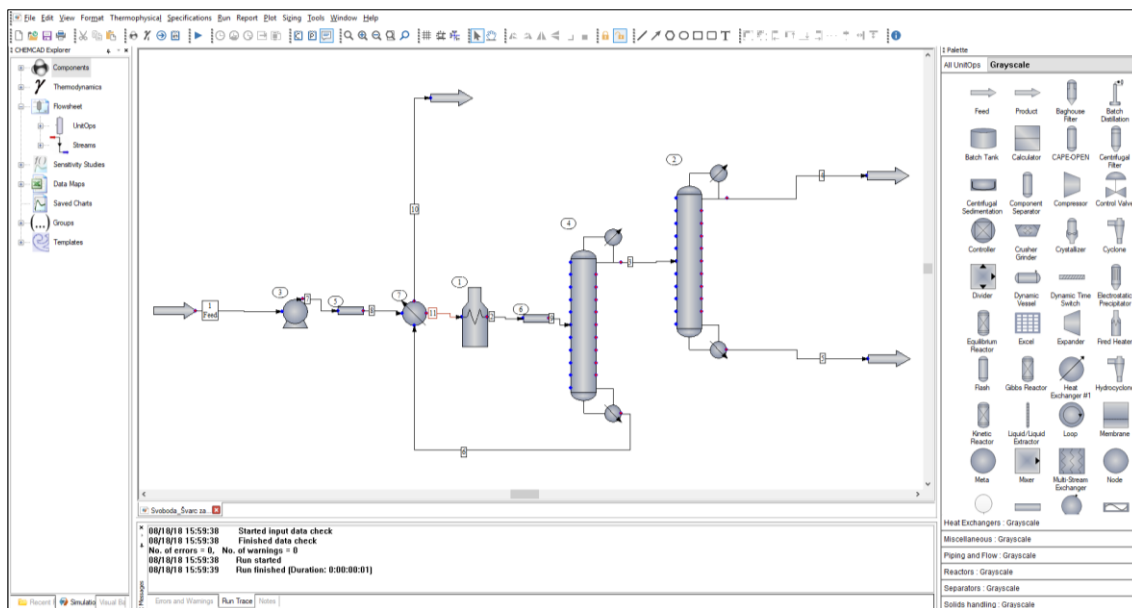 File Edit View Format Thermophysical Specifications Run Report Plot Sizing Tools Window Help
CHEMCAD Explorer
Components
Thermodynamics
Flowsheet
UnitOps
Streams
Sensitivity Studies
Data Maps
Saved Charts
Groups
Templates
Simulatio
10
2
4
1
3
5
7
6
1
Feed
7
8
11
2
9
3
4
5
6
Svoboda_Švarc za...
08/18/18 15:59:38 Started input data check
08/18/18 15:59:38 Finished data check
No. of errors = 0, No. of warnings = 0
08/18/18 15:59:38 Run started
08/18/18 15:59:39 Run finished [Duration: 0:00:00:01]
Messages
Errors and Warnings Run Trace Notes
Palette
All UnitOps Grayscale
Feed Product Baghouse Filter Batch Distillation
Batch Tank Calculator CAPE-OPEN Centrifugal Filter
Centrifugal Sedimentation Component Separator Compressor Control Valve
Controller Crusher Grinder Crystallizer Cyclone
Divider Dynamic Vessel Dynamic Time Switch Electrostatic Precipitator
Equilibrium Reactor Excel Expander Fired Heater
Flash Gibbs Reactor Heat Exchanger #1 Hydrocyclone
Kinetic Reactor Liquid/Liquid Extractor Loop Membrane
Meta Mixer Multi-Stream Exchanger Node
Heat Exchangers : Grayscale
Miscellaneous : Grayscale
Piping and Flow : Grayscale
Reactors : Grayscale
Separators : Grayscale
Solids handling : Grayscale